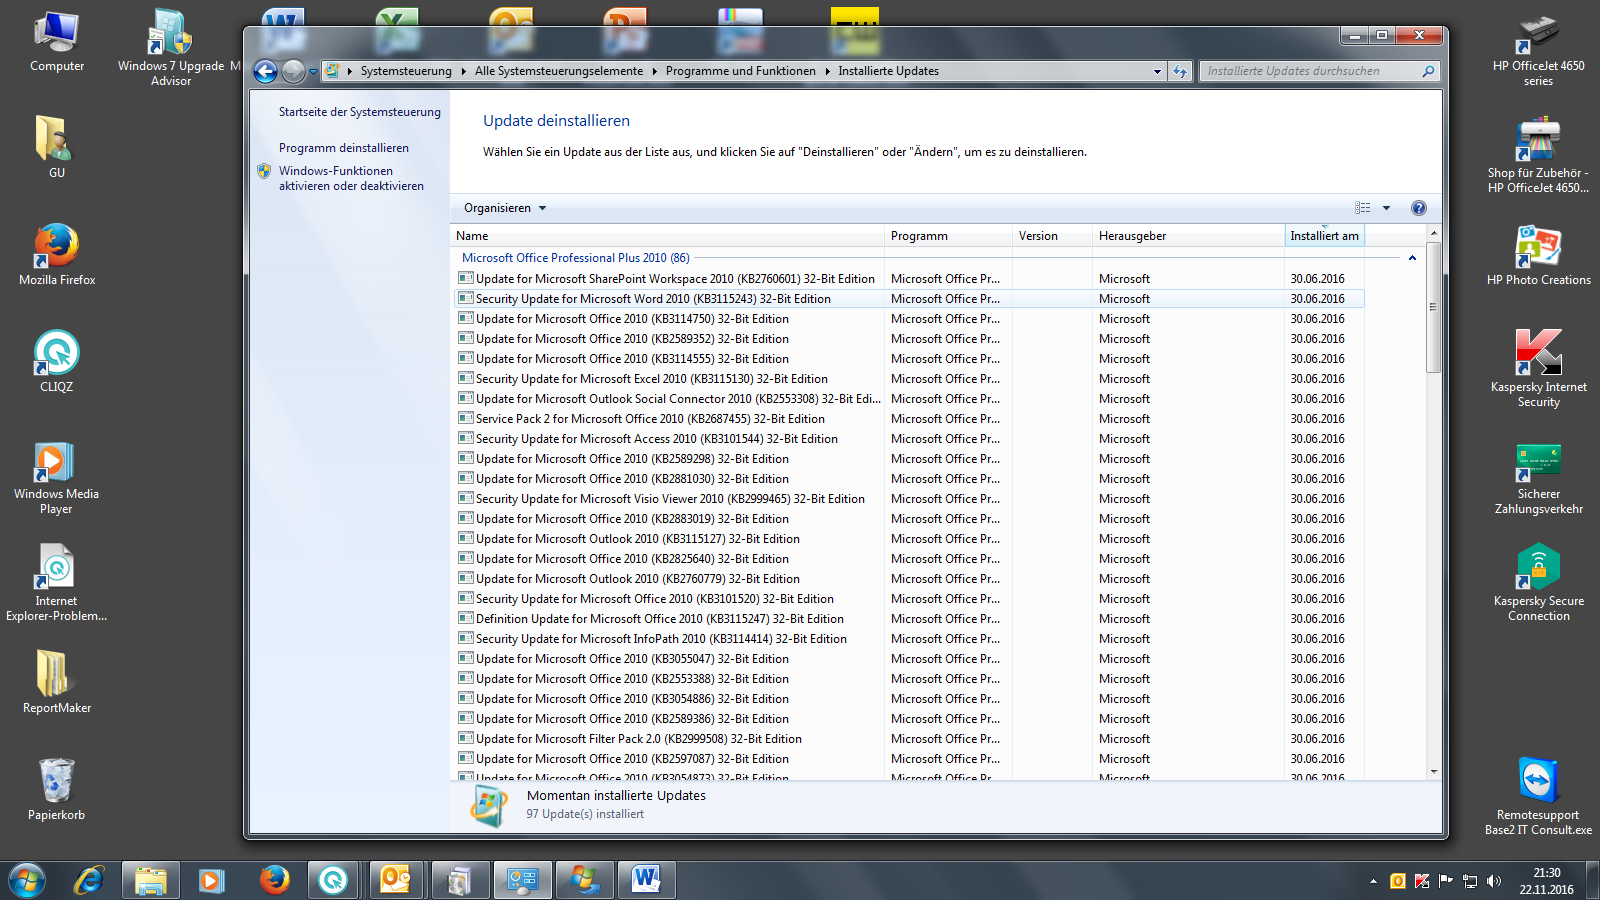 Computer
Windows 7 Upgrade
Advisor
M
GU
Mozilla Firefox
CLIQZ
Windows Media
Player
Internet
Explorer-Problem...
ReportMaker
Papierkorb
Systemsteuerung
Alle Systemsteuerungselemente
Programme und Funktionen
Installierte Updates
Installierte Updates durchsuchen
Startseite der Systemsteuerung
Programm deinstallieren
Windows-Funktionen
aktivieren oder deaktivieren
Update deinstallieren
Wählen Sie ein Update aus der Liste aus, und klicken Sie auf "Deinstallieren" oder "Ändern", um es zu deinstallieren.
Organisieren
Name Programm Version Herausgeber Installiert am
Microsoft Office Professional Plus 2010 (86)
Update for Microsoft SharePoint Workspace 2010 (KB2760601) 32-Bit Edition Microsoft Office Pr... Microsoft 30.06.2016
Security Update for Microsoft Word 2010 (KB3115243) 32-Bit Edition Microsoft Office Pr... Microsoft 30.06.2016
Update for Microsoft Office 2010 (KB3114750) 32-Bit Edition Microsoft Office Pr... Microsoft 30.06.2016
Update for Microsoft Office 2010 (KB2589352) 32-Bit Edition Microsoft Office Pr... Microsoft 30.06.2016
Update for Microsoft Office 2010 (KB3114555) 32-Bit Edition Microsoft Office Pr... Microsoft 30.06.2016
Security Update for Microsoft Excel 2010 (KB3115130) 32-Bit Edition Microsoft Office Pr... Microsoft 30.06.2016
Update for Microsoft Outlook Social Connector 2010 (KB2553308) 32-Bit Edi... Microsoft Office Pr... Microsoft 30.06.2016
Service Pack 2 for Microsoft Office 2010 (KB2687455) 32-Bit Edition Microsoft Office Pr... Microsoft 30.06.2016
Security Update for Microsoft Access 2010 (KB3101544) 32-Bit Edition Microsoft Office Pr... Microsoft 30.06.2016
Update for Microsoft Office 2010 (KB2589298) 32-Bit Edition Microsoft Office Pr... Microsoft 30.06.2016
Update for Microsoft Office 2010 (KB2881030) 32-Bit Edition Microsoft Office Pr... Microsoft 30.06.2016
Security Update for Microsoft Visio Viewer 2010 (KB2999465) 32-Bit Edition Microsoft Office Pr... Microsoft 30.06.2016
Update for Microsoft Office 2010 (KB2883019) 32-Bit Edition Microsoft Office Pr... Microsoft 30.06.2016
Update for Microsoft Outlook 2010 (KB3115127) 32-Bit Edition Microsoft Office Pr... Microsoft 30.06.2016
Update for Microsoft Office 2010 (KB2825640) 32-Bit Edition Microsoft Office Pr... Microsoft 30.06.2016
Update for Microsoft Outlook 2010 (KB2760779) 32-Bit Edition Microsoft Office Pr... Microsoft 30.06.2016
Security Update for Microsoft Office 2010 (KB3101520) 32-Bit Edition Microsoft Office Pr... Microsoft 30.06.2016
Definition Update for Microsoft Office 2010 (KB3115247) 32-Bit Edition Microsoft Office Pr... Microsoft 30.06.2016
Security Update for Microsoft InfoPath 2010 (KB3114414) 32-Bit Edition Microsoft Office Pr... Microsoft 30.06.2016
Update for Microsoft Office 2010 (KB3055047) 32-Bit Edition Microsoft Office Pr... Microsoft 30.06.2016
Update for Microsoft Office 2010 (KB2553388) 32-Bit Edition Microsoft Office Pr... Microsoft 30.06.2016
Update for Microsoft Office 2010 (KB3054886) 32-Bit Edition Microsoft Office Pr... Microsoft 30.06.2016
Update for Microsoft Office 2010 (KB2589386) 32-Bit Edition Microsoft Office Pr... Microsoft 30.06.2016
Update for Microsoft Filter Pack 2.0 (KB2999508) 32-Bit Edition Microsoft Office Pr... Microsoft 30.06.2016
Update for Microsoft Office 2010 (KB2597087) 32-Bit Edition Microsoft Office Pr... Microsoft 30.06.2016
Update for Microsoft Office 2010 (KB3054873) 32-Bit Edition Microsoft Office Pr... Microsoft 30.06.2016
Momentan installierte Updates
97 Update(s) installiert
HP OfficeJet 4650
series
Shop für Zubehör -
HP OfficeJet 4650...
HP Photo Creations
Kaspersky Internet
Security
Sicherer
Zahlungsverkehr
Kaspersky Secure
Connection
Remotesupport
Base2 IT Consult.exe
21:30
22.11.2016